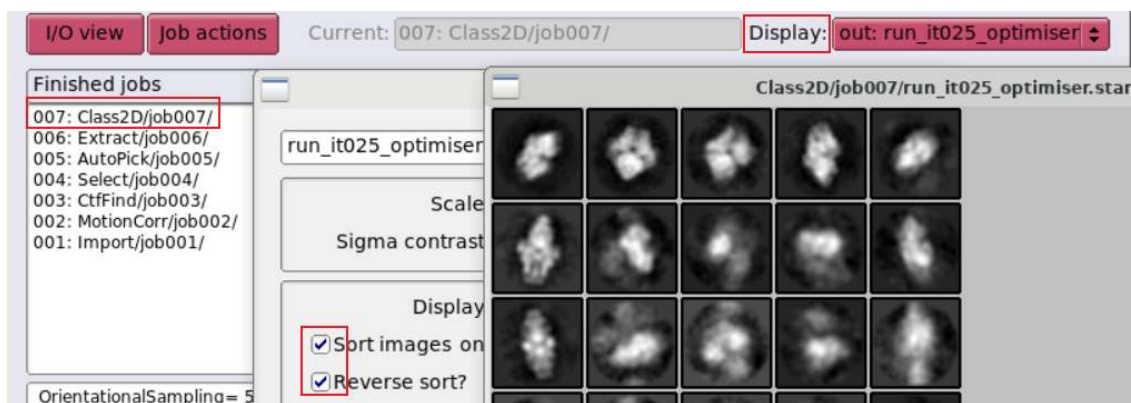 I/O view Job actions Current: 007: Class2D/job007/ Display: out: run_it025_optimiser
Finished jobs
Class2D/job007/run_it025_optimiser.star
007: Class2D/job007/
006: Extract/job006/
005: AutoPick/job005/
004: Select/job004/
003: CtfFind/job003/
002: MotionCorr/job002/
001: Import/job001/
run_it025_optimiser
Scale
Sigma contrast
Display
Sort images on
Reverse sort?
OrientationalSampling= 5